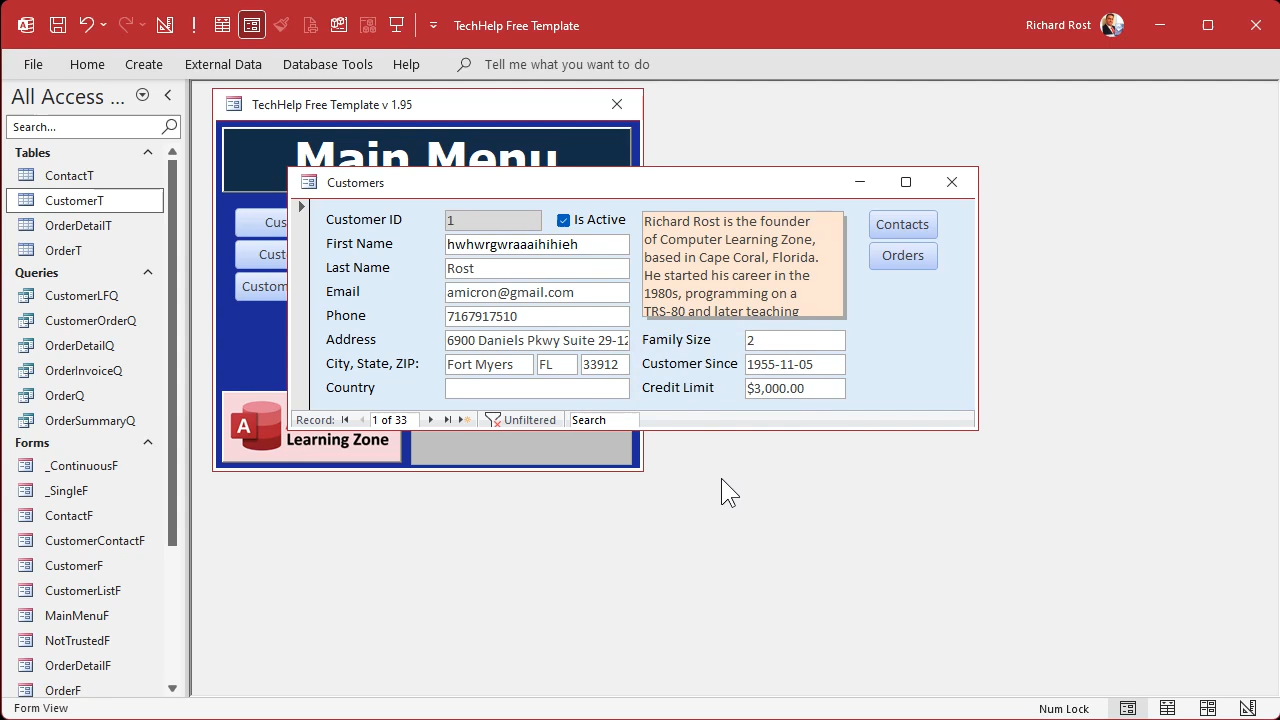 TechHelp Free Template
Richard Rost
File Home Create External Data Database Tools Help Tell me what you want to do
All Access ...
Search...
Tables
ContactT
CustomerT
OrderDetailT
OrderT
Queries
CustomerLFQ
CustomerOrderQ
OrderDetailQ
OrderInvoiceQ
OrderQ
OrderSummaryQ
Forms
_ContinuousF
_SingleF
ContactF
CustomerContactF
CustomerF
CustomerListF
MainMenuF
NotTrustedF
OrderDetailF
OrderF
TechHelp Free Template v 1.95
Main Menu
Cus
Cust
Custom
A
Learning Zone
Customers
Customer ID 1 Is Active
First Name hwhwrgwraaaihihieh
Last Name Rost
Email amicron@gmail.com
Phone 7167917510
Address 6900 Daniels Pkwy Suite 29-12
City, State, ZIP: Fort Myers FL 33912
Country
Richard Rost is the founder
of Computer Learning Zone,
based in Cape Coral, Florida.
He started his career in the
1980s, programming on a
TRS-80 and later teaching
Family Size 2
Customer Since 1955-11-05
Credit Limit $3,000.00
Contacts
Orders
Record: 1 of 33 Unfiltered Search
Form View
Num Lock